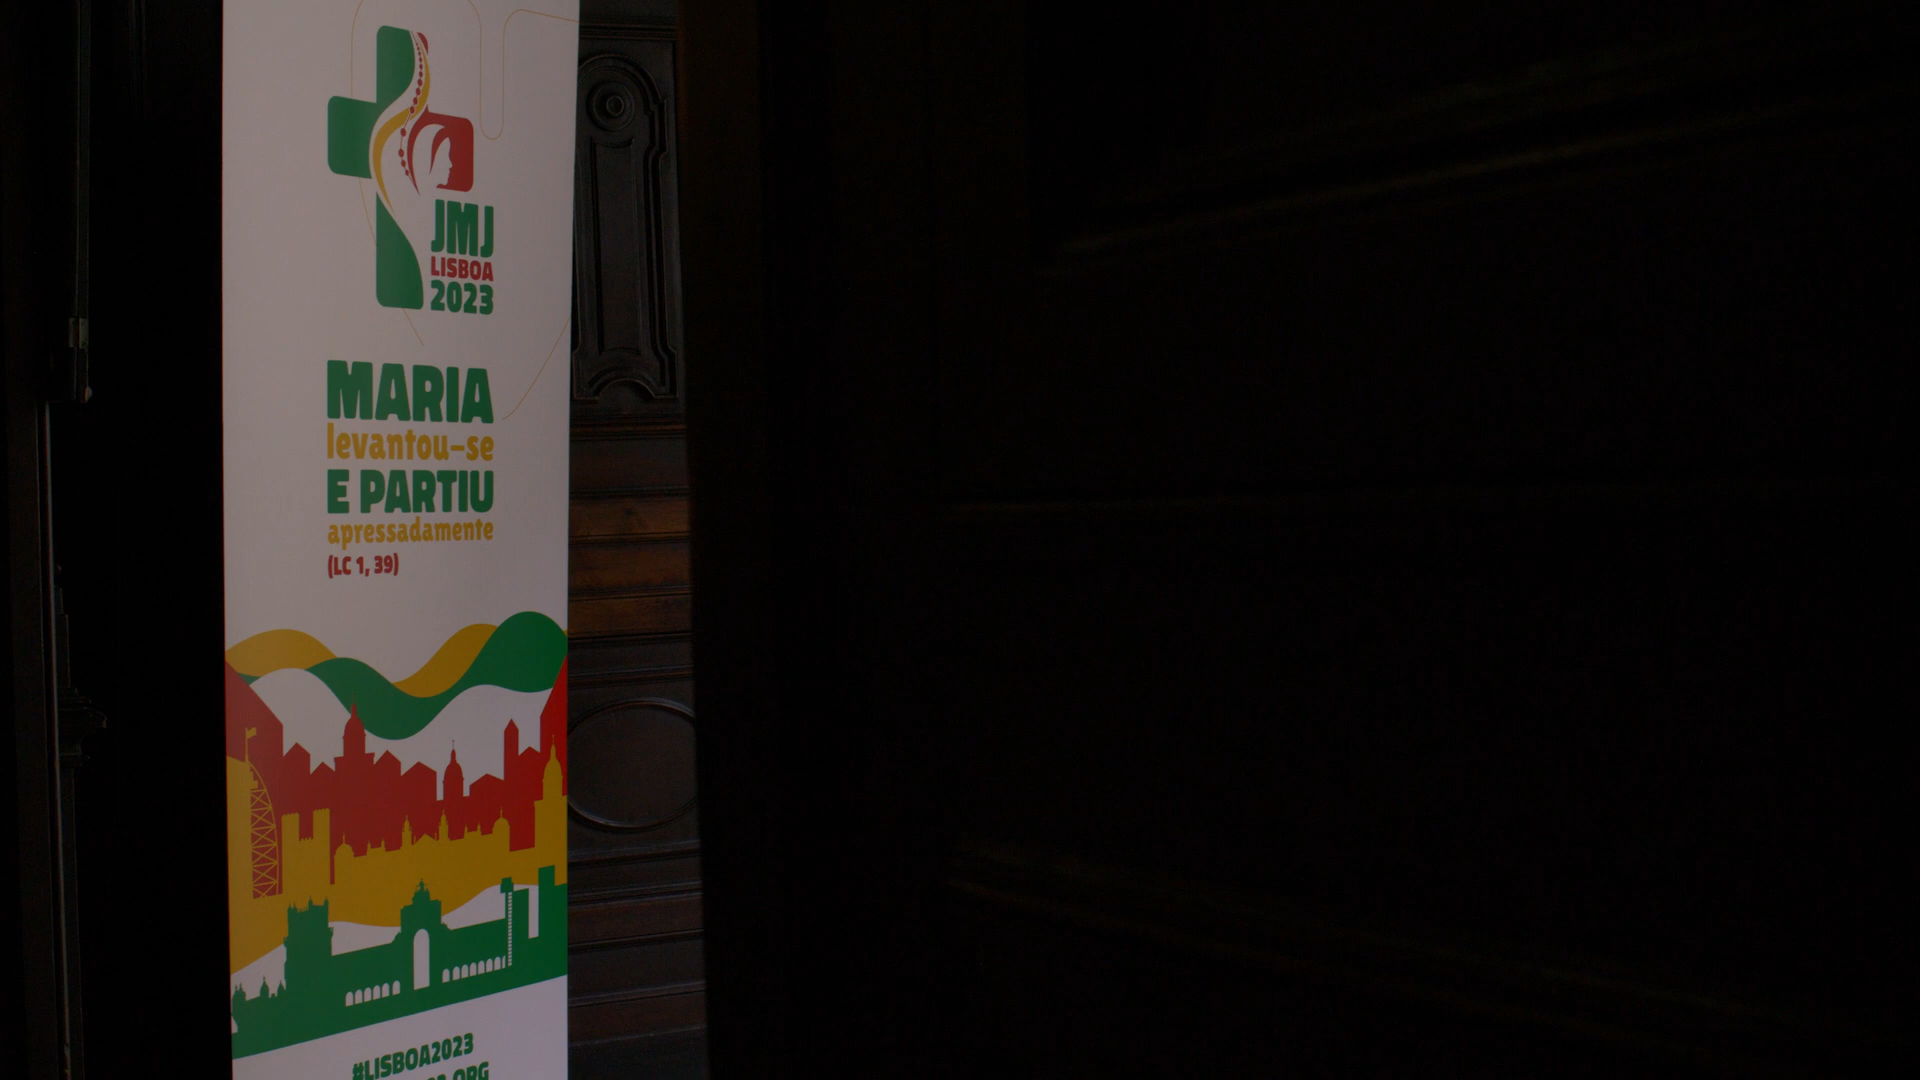 JMJ
LISBOA
2023
MARIA
levantou-se
E PARTIU
apressadamente
(LC 1, 39)
#LISBOA2023